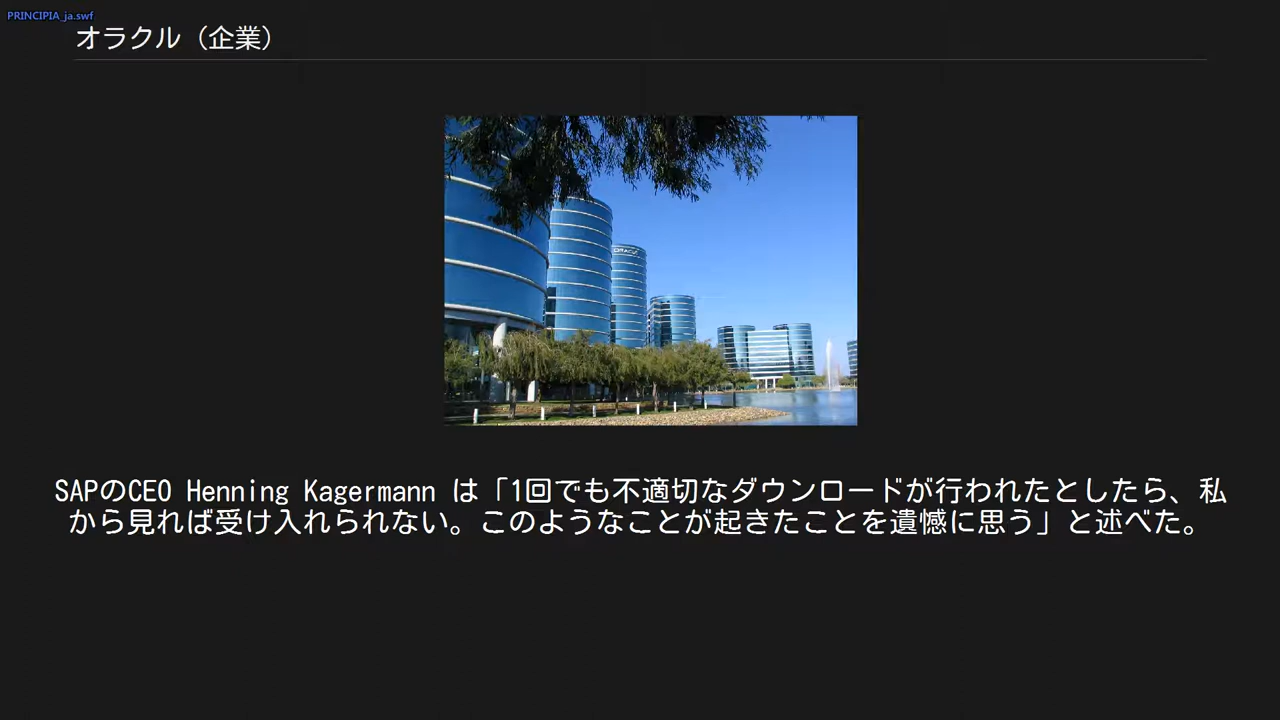 PRINCIPIA_ja.swf
オラクル（企業）
ORACLE
SAPのCEO Henning Kagermann は「1回でも不適切なダウンロードが行われたとしたら、私
から見れば受け入れられない。このようなことが起きたことを遺憾に思う」と述べた。